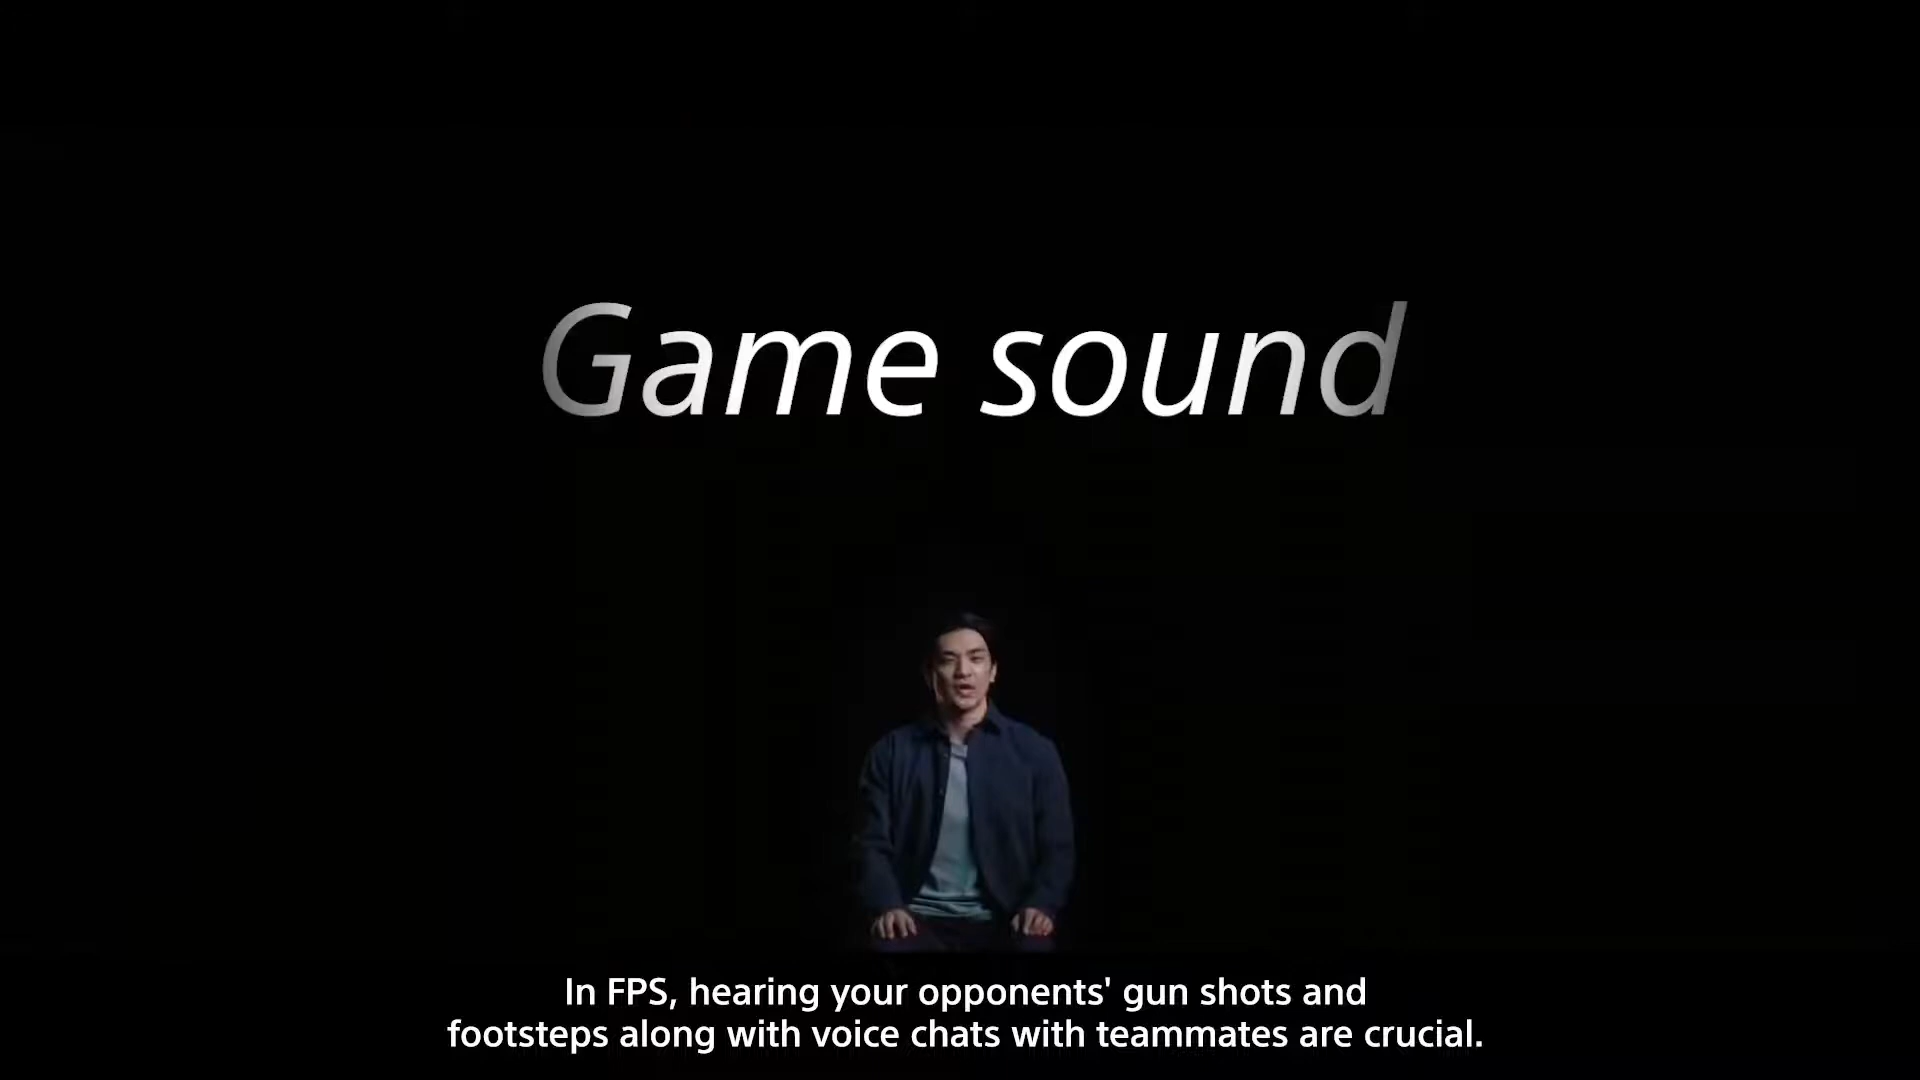 Game sound
In FPS, hearing your opponents' gun shots and
footsteps along with voice chats with teammates are crucial.